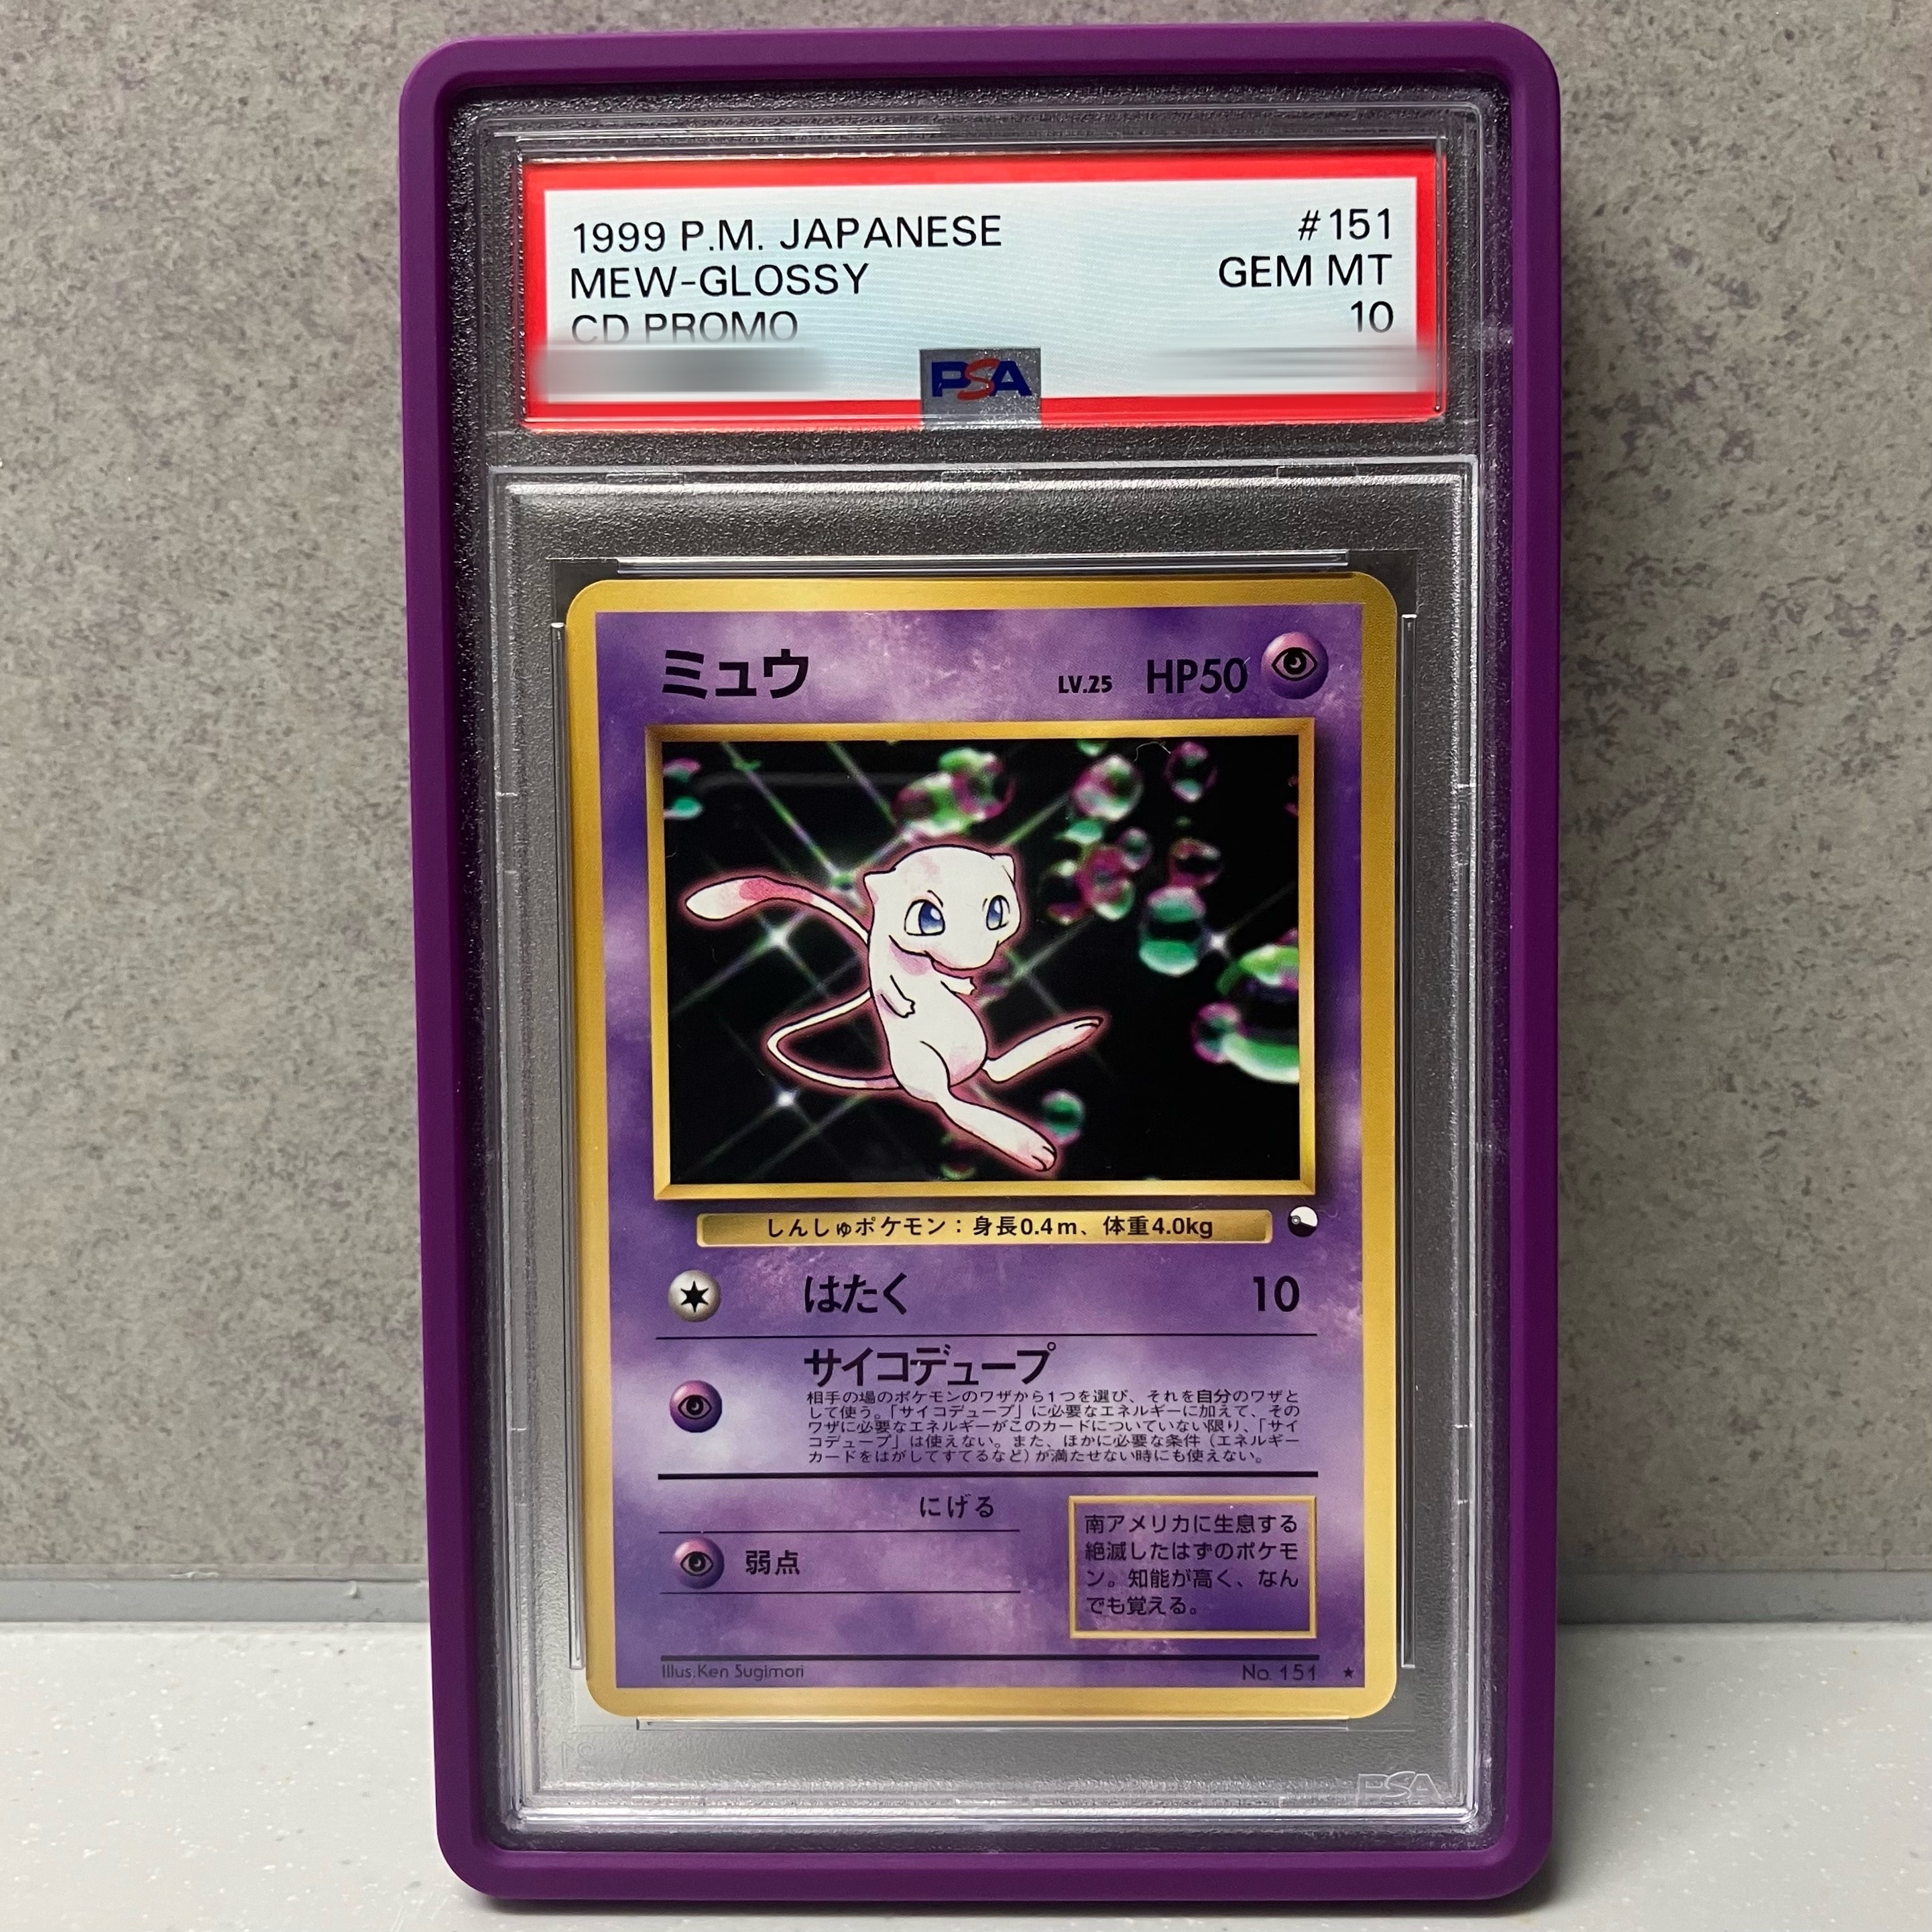 1999 P.M. JAPANESE #151
MEW-GLOSSY GEM MT
CD PROMO 10
PSA
ミュウ LV.25 HP50
しんしゅポケモン：身長0.4m、体重4.0kg
はたく 10
サイコデュープ
相手の場のポケモンのワザから1つを選び、それを自分のワザと
して使う。「サイコデュープ」に必要なエネルギーに加えて、その
ワザに必要なエネルギーがこのカードについていない限り、「サイ
コデュープ」は使えない。また、ほかに必要な条件（エネルギー
カードをはがしてすてるなど）が満たせない時にも使えない。
にげる
弱点
南アメリカに生息する
絶滅したはずのポケモ
ン。知能が高く、なん
でも覚える。
Illus.Ken Sugimori No. 151 ★
PSA